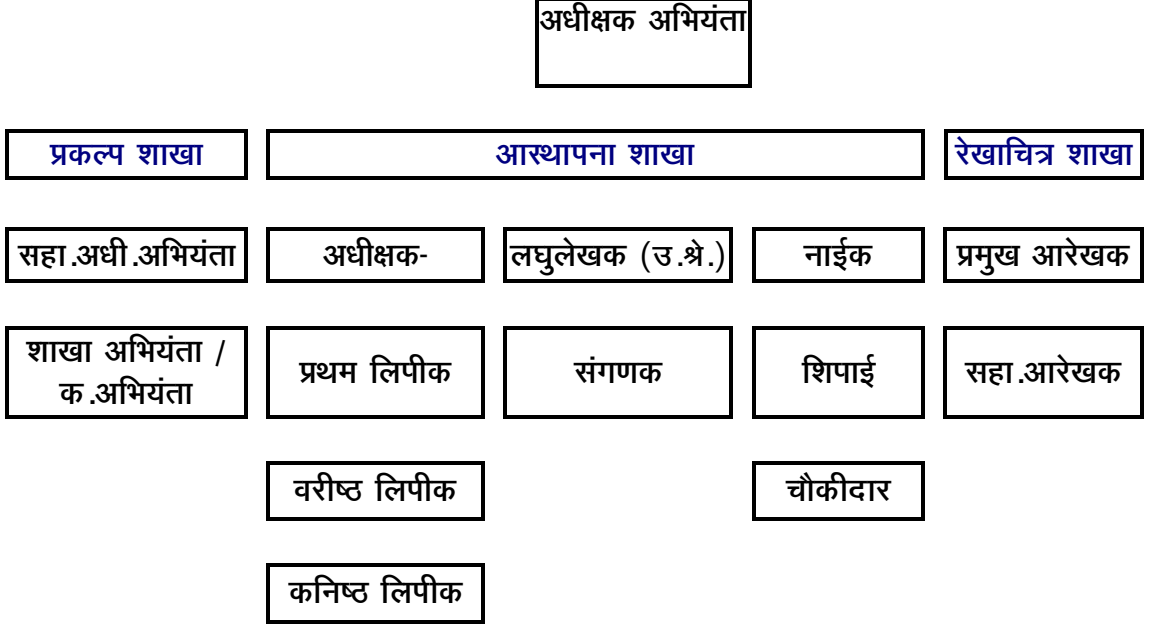 अधीक्षक अभियंता
प्रकल्प शाखा
आस्थापना शाखा
रेखाचित्र शाखा
सहा.अधी.अभियंता
अधीक्षक-
लघुलेखक (उ.श्रे.)
नाईक
प्रमुख आरेखक
शाखा अभियंता /
क.अभियंता
प्रथम लिपीक
संगणक
शिपाई
सहा.आरेखक
वरीष्ठ लिपीक
चौकीदार
कनिष्ठ लिपीक